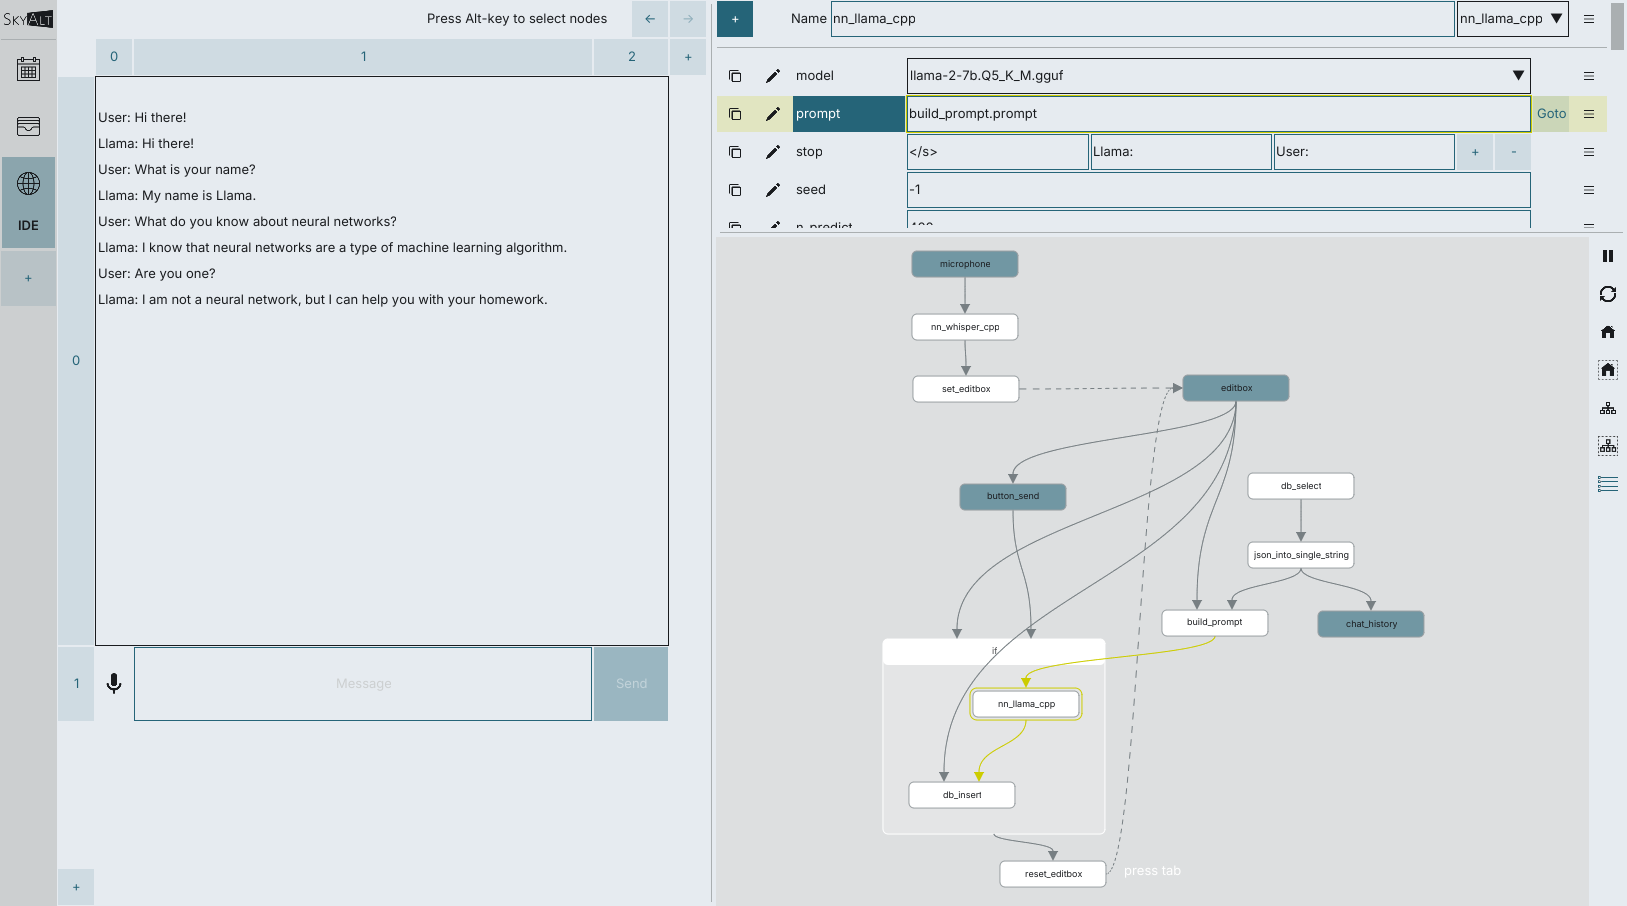 SKYALT
Press Alt-key to select nodes
← →
0 1 2 +
User: Hi there!
Llama: Hi there!
User: What is your name?
Llama: My name is Llama.
User: What do you know about neural networks?
Llama: I know that neural networks are a type of machine learning algorithm.
User: Are you one?
Llama: I am not a neural network, but I can help you with your homework.
IDE
+
0
1
Message
Send
+
+
Name
nn_llama_cpp
nn_llama_cpp
model
llama-2-7b.Q5_K_M.gguf
prompt
build_prompt.prompt
Goto
stop
</s>
Llama:
User:
+ -
seed
-1
n_predict
microphone
nn_whisper_cpp
set_editbox
editbox
button_send
db_select
json_into_single_string
build_prompt
chat_history
if
nn_llama_cpp
db_insert
reset_editbox
press tab